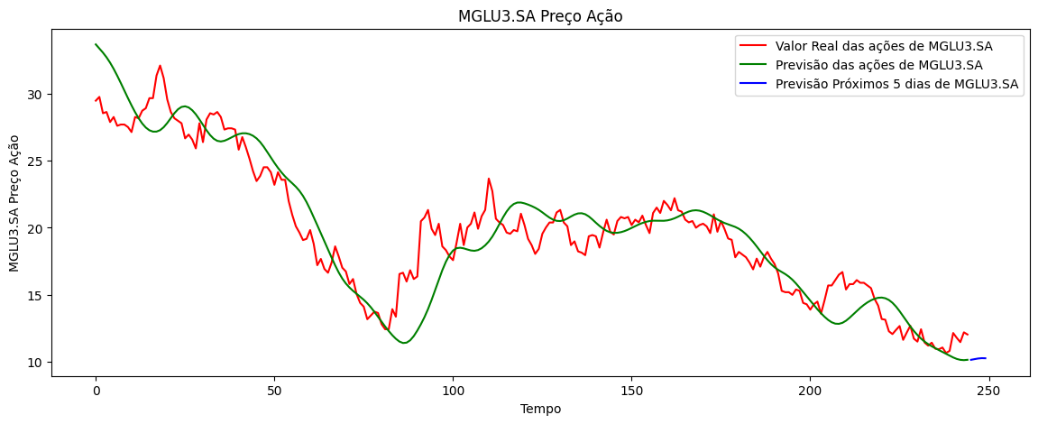 MGLU3.SA Preço Ação
Valor Real das ações de MGLU3.SA
Previsão das ações de MGLU3.SA
Previsão Próximos 5 dias de MGLU3.SA
MGLU3.SA Preço Ação
30
25
20
15
10
0
50
100
150
200
250
Tempo